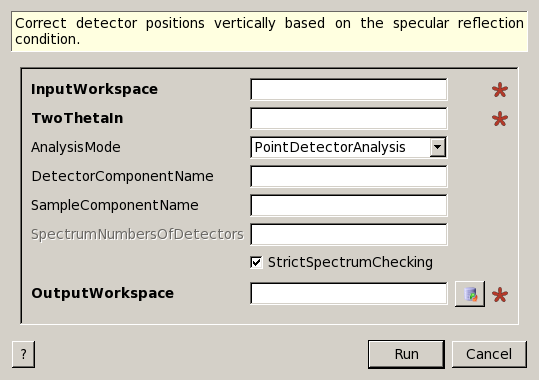 Correct detector positions vertically based on the specular reflection
condition.
InputWorkspace
TwoThetaIn
AnalysisMode PointDetectorAnalysis
DetectorComponentName
SampleComponentName
SpectrumNumbersOfDetectors
StrictSpectrumChecking
OutputWorkspace
? Run Cancel